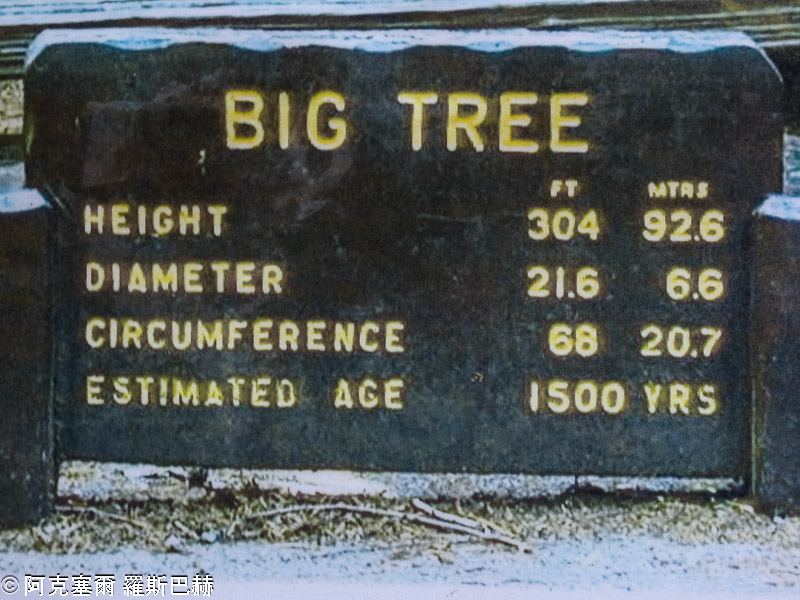 BIG TREE
FT MTRS
HEIGHT 304 92.6
DIAMETER 21.6 6.6
CIRCUMFERENCE 68 20.7
ESTIMATED AGE 1500 YRS
© 阿克塞爾 羅斯巴赫